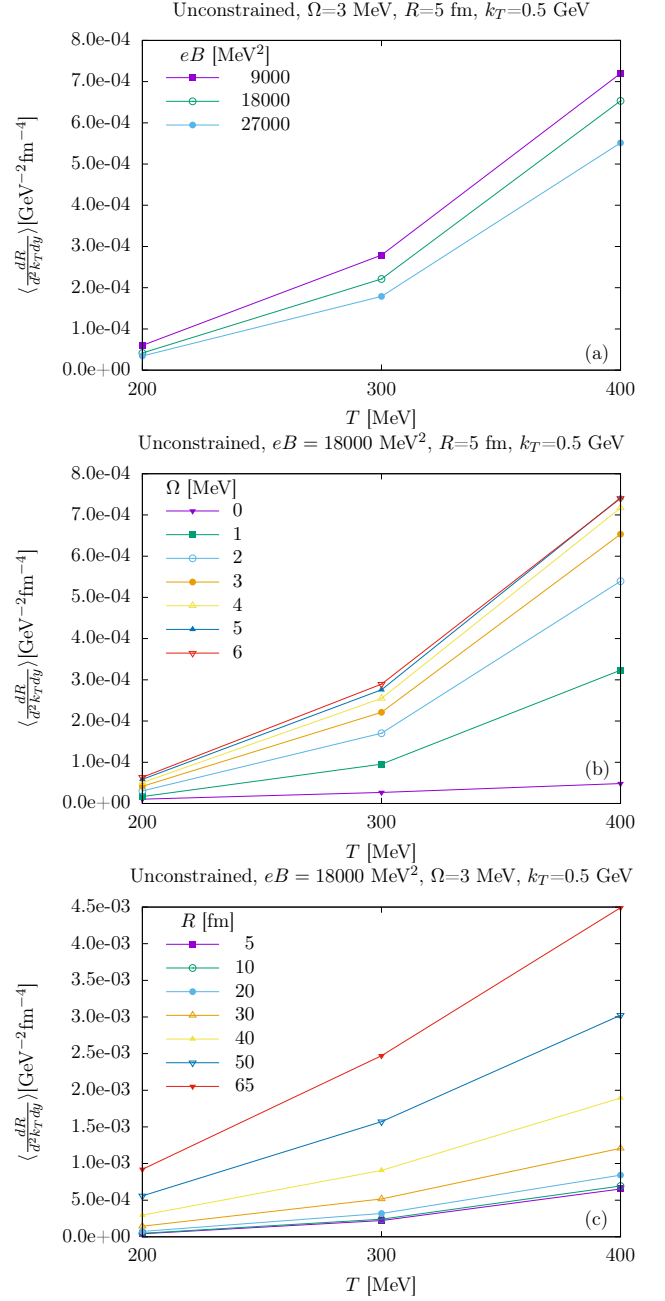 Unconstrained, Ω=3 MeV, R=5 fm, k_T=0.5 GeV
8.0e-04
7.0e-04
6.0e-04
5.0e-04
4.0e-04
3.0e-04
2.0e-04
1.0e-04
0.0e+00
⟨dR/d²k_T dy⟩[GeV⁻²fm⁻⁴]
eB [MeV²]
9000
18000
27000
(a)
200 300 400
T [MeV]
Unconstrained, eB = 18000 MeV², R=5 fm, k_T=0.5 GeV
8.0e-04
7.0e-04
6.0e-04
5.0e-04
4.0e-04
3.0e-04
2.0e-04
1.0e-04
0.0e+00
⟨dR/d²k_T dy⟩[GeV⁻²fm⁻⁴]
Ω [MeV]
0
1
2
3
4
5
6
(b)
200 300 400
T [MeV]
Unconstrained, eB = 18000 MeV², Ω=3 MeV, k_T=0.5 GeV
4.5e-03
4.0e-03
3.5e-03
3.0e-03
2.5e-03
2.0e-03
1.5e-03
1.0e-03
5.0e-04
0.0e+00
⟨dR/d²k_T dy⟩[GeV⁻²fm⁻⁴]
R [fm]
5
10
20
30
40
50
65
(c)
200 300 400
T [MeV]